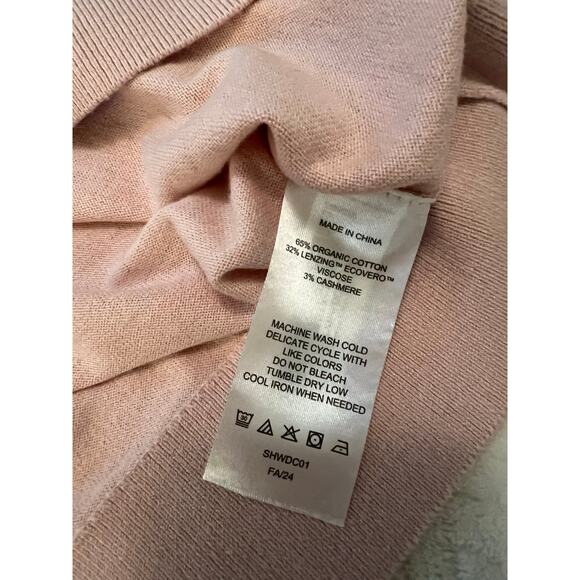 MADE IN CHINA
65% ORGANIC COTTON
32% LENZING™ ECOVERO™
VISCOSE
3% CASHMERE
MACHINE WASH COLD
DELICATE CYCLE WITH
LIKE COLORS
DO NOT BLEACH
TUMBLE DRY LOW
COOL IRON WHEN NEEDED
30
SHWDC01
FA/24